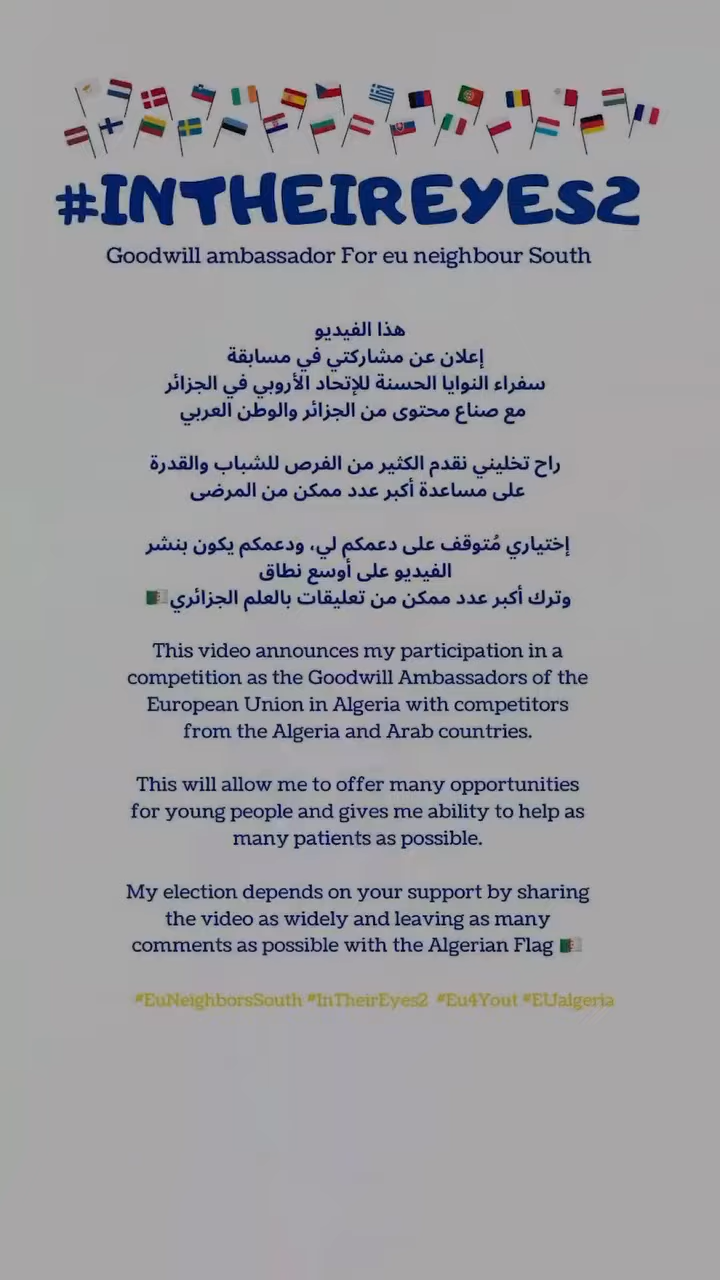 #INTHEIREYES2
Goodwill ambassador For eu neighbour South
هذا الفيديو
إعلان عن مشاركتي في مسابقة
سفراء النوايا الحسنة للإتحاد الأروبي في الجزائر
مع صناع محتوى من الجزائر والوطن العربي
راح تخليني نقدم الكثير من الفرص للشباب والقدرة
على مساعدة أكبر عدد ممكن من المرضى
إختياري مُتوقف على دعمكم لي، ودعمكم يكون بنشر
الفيديو على أوسع نطاق
وترك أكبر عدد ممكن من تعليقات بالعلم الجزائري🇩🇿
This video announces my participation in a
competition as the Goodwill Ambassadors of the
European Union in Algeria with competitors
from the Algeria and Arab countries.
This will allow me to offer many opportunities
for young people and gives me ability to help as
many patients as possible.
My election depends on your support by sharing
the video as widely and leaving as many
comments as possible with the Algerian Flag 🇩🇿
#EuNeighborsSouth #InTheirEyes2 #Eu4Yout #EUalgeria